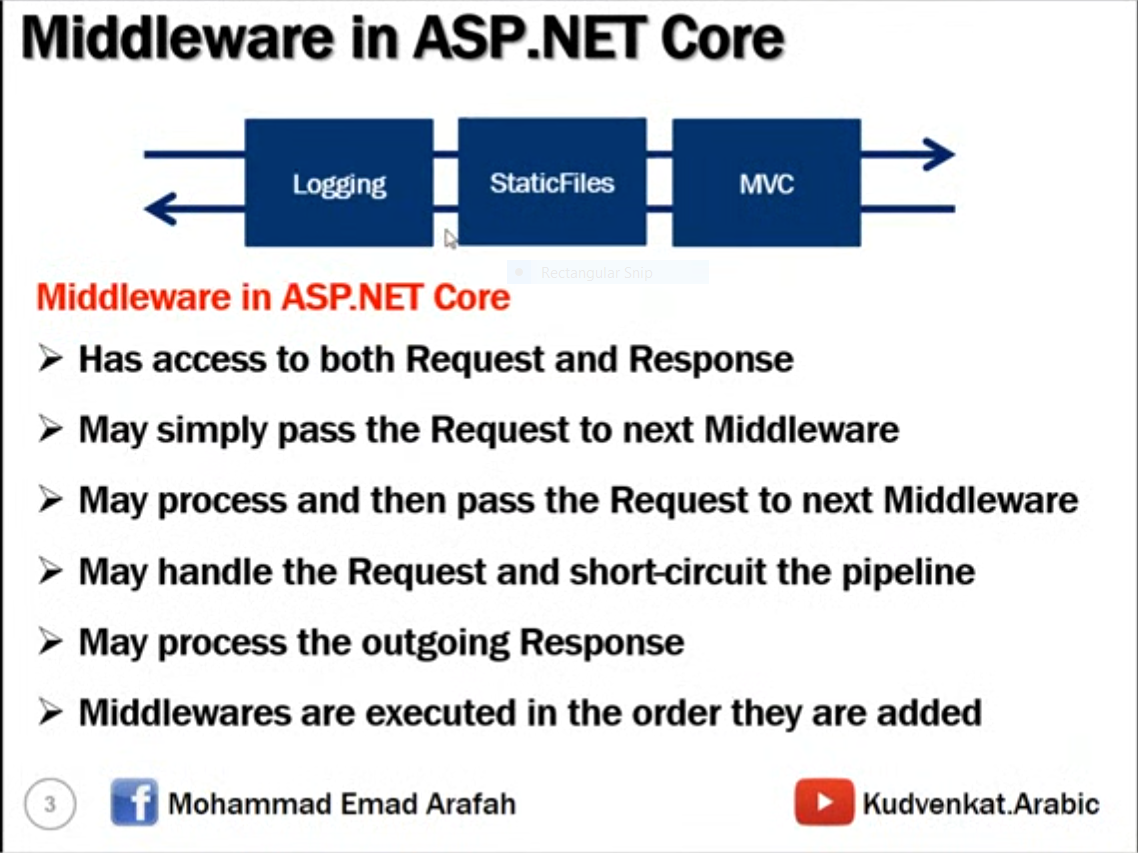 Middleware in ASP.NET Core
Logging
StaticFiles
MVC
Rectangular Snip
Middleware in ASP.NET Core
➢ Has access to both Request and Response
➢ May simply pass the Request to next Middleware
➢ May process and then pass the Request to next Middleware
➢ May handle the Request and short-circuit the pipeline
➢ May process the outgoing Response
➢ Middlewares are executed in the order they are added
3
f
Mohammad Emad Arafah
Kudvenkat.Arabic